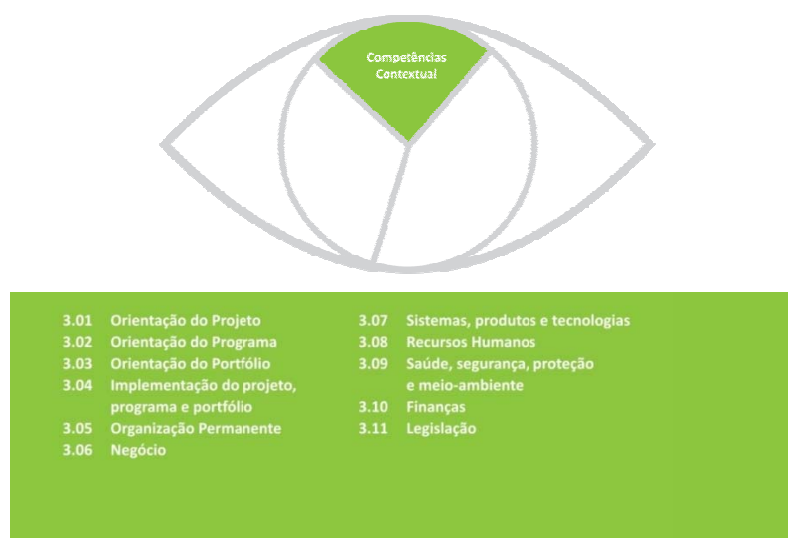 Competências
Contextual
3.01 Orientação do Projeto
3.02 Orientação do Programa
3.03 Orientação do Portfólio
3.04 Implementação do projeto,
programa e portfólio
3.05 Organização Permanente
3.06 Negócio
3.07 Sistemas, produtos e tecnologias
3.08 Recursos Humanos
3.09 Saúde, segurança, proteção
e meio-ambiente
3.10 Finanças
3.11 Legislação